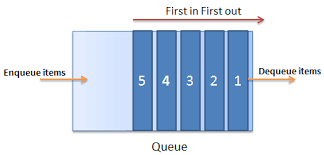 First in First out
Enqueue items
5 4 3 2 1
Dequeue items
Queue